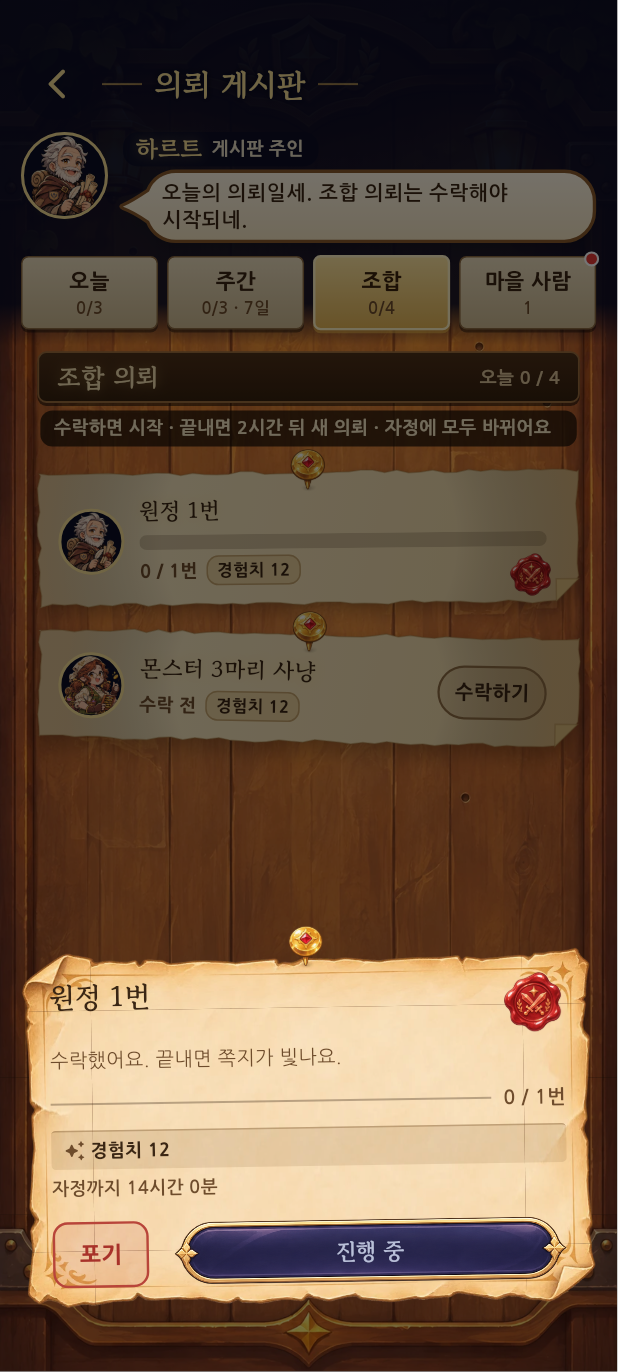 의뢰 게시판
하르트 게시판 주인
오늘의 의뢰일세. 조합 의뢰는 수락해야
시작되네.
오늘
0/3
주간
0/3 · 7일
조합
0/4
마을 사람
1
조합 의뢰
오늘 0 / 4
수락하면 시작 · 끝내면 2시간 뒤 새 의뢰 · 자정에 모두 바뀌어요
원정 1번
0 / 1번 경험치 12
몬스터 3마리 사냥
수락 전 경험치 12
수락하기
원정 1번
수락했어요. 끝내면 쪽지가 빛나요.
0 / 1번
경험치 12
자정까지 14시간 0분
포기
진행 중